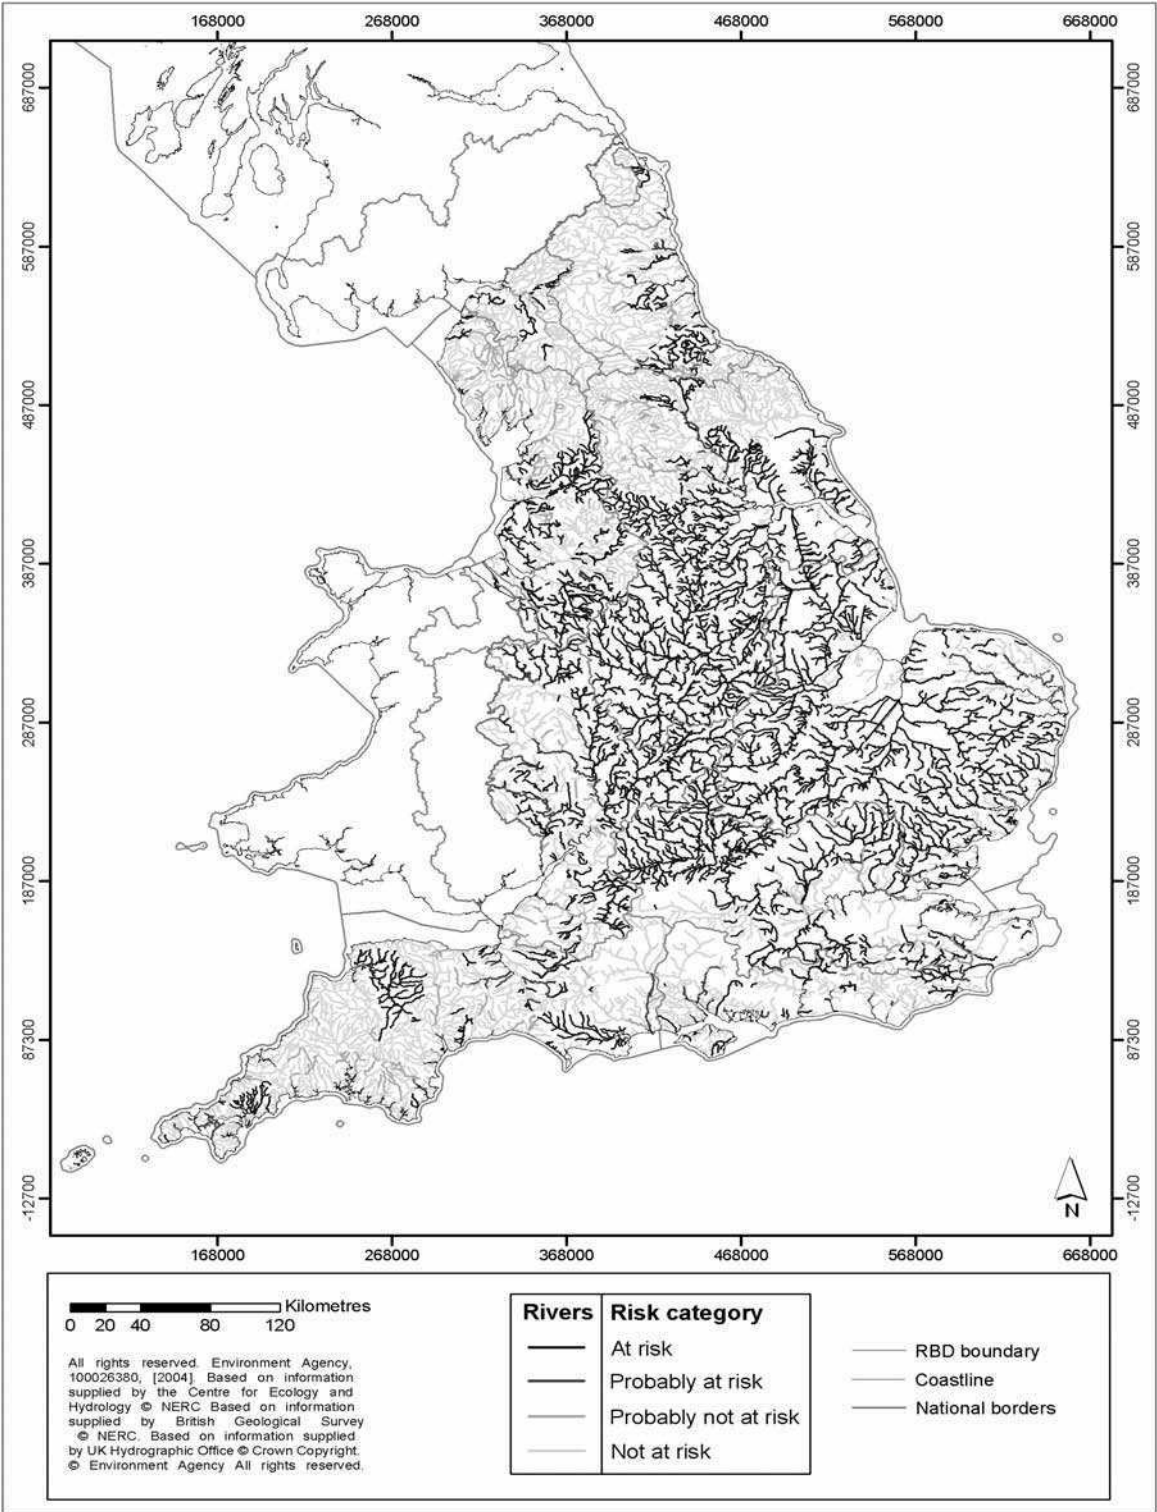 168000 268000 368000 468000 568000 668000
687000 687000
587000 587000
487000 487000
387000 387000
287000 287000
187000 187000
87300 87300
-12700 -12700
N
168000 268000 368000 468000 568000 668000
Kilometres
0 20 40 80 120
All rights reserved. Environment Agency,
100026380, [2004]. Based on information
supplied by the Centre for Ecology and
Hydrology © NERC Based on information
supplied by British Geological Survey
© NERC. Based on information supplied
by UK Hydrographic Office © Crown Copyright.
© Environment Agency All rights reserved.
Rivers Risk category
At risk
Probably at risk
Probably not at risk
Not at risk
RBD boundary
Coastline
National borders